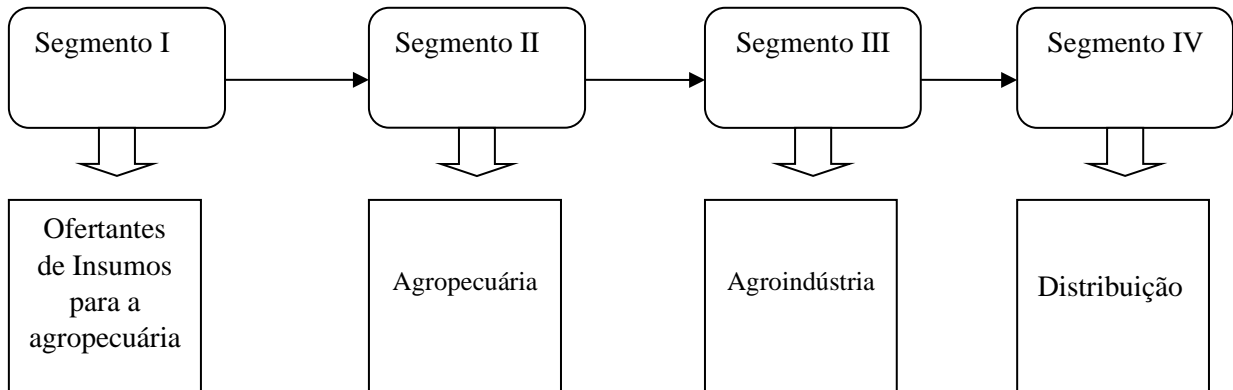 Segmento I
Segmento II
Segmento III
Segmento IV
Ofertantes
de Insumos
para a
agropecuária
Agropecuária
Agroindústria
Distribuição